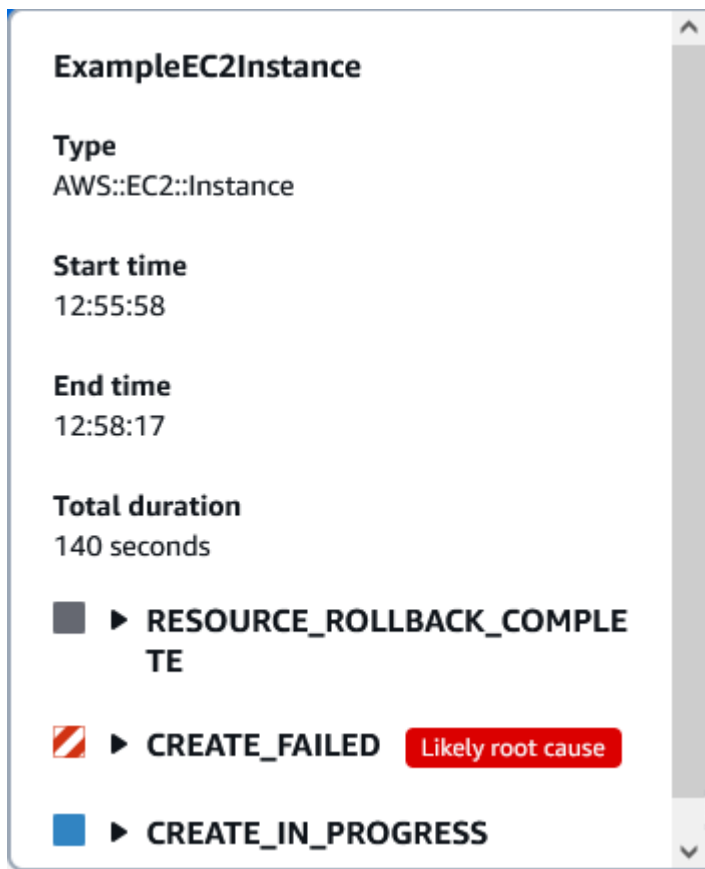 ExampleEC2Instance
Type
AWS::EC2::Instance
Start time
12:55:58
End time
12:58:17
Total duration
140 seconds
RESOURCE_ROLLBACK_COMPLE
TE
CREATE_FAILED Likely root cause
CREATE_IN_PROGRESS